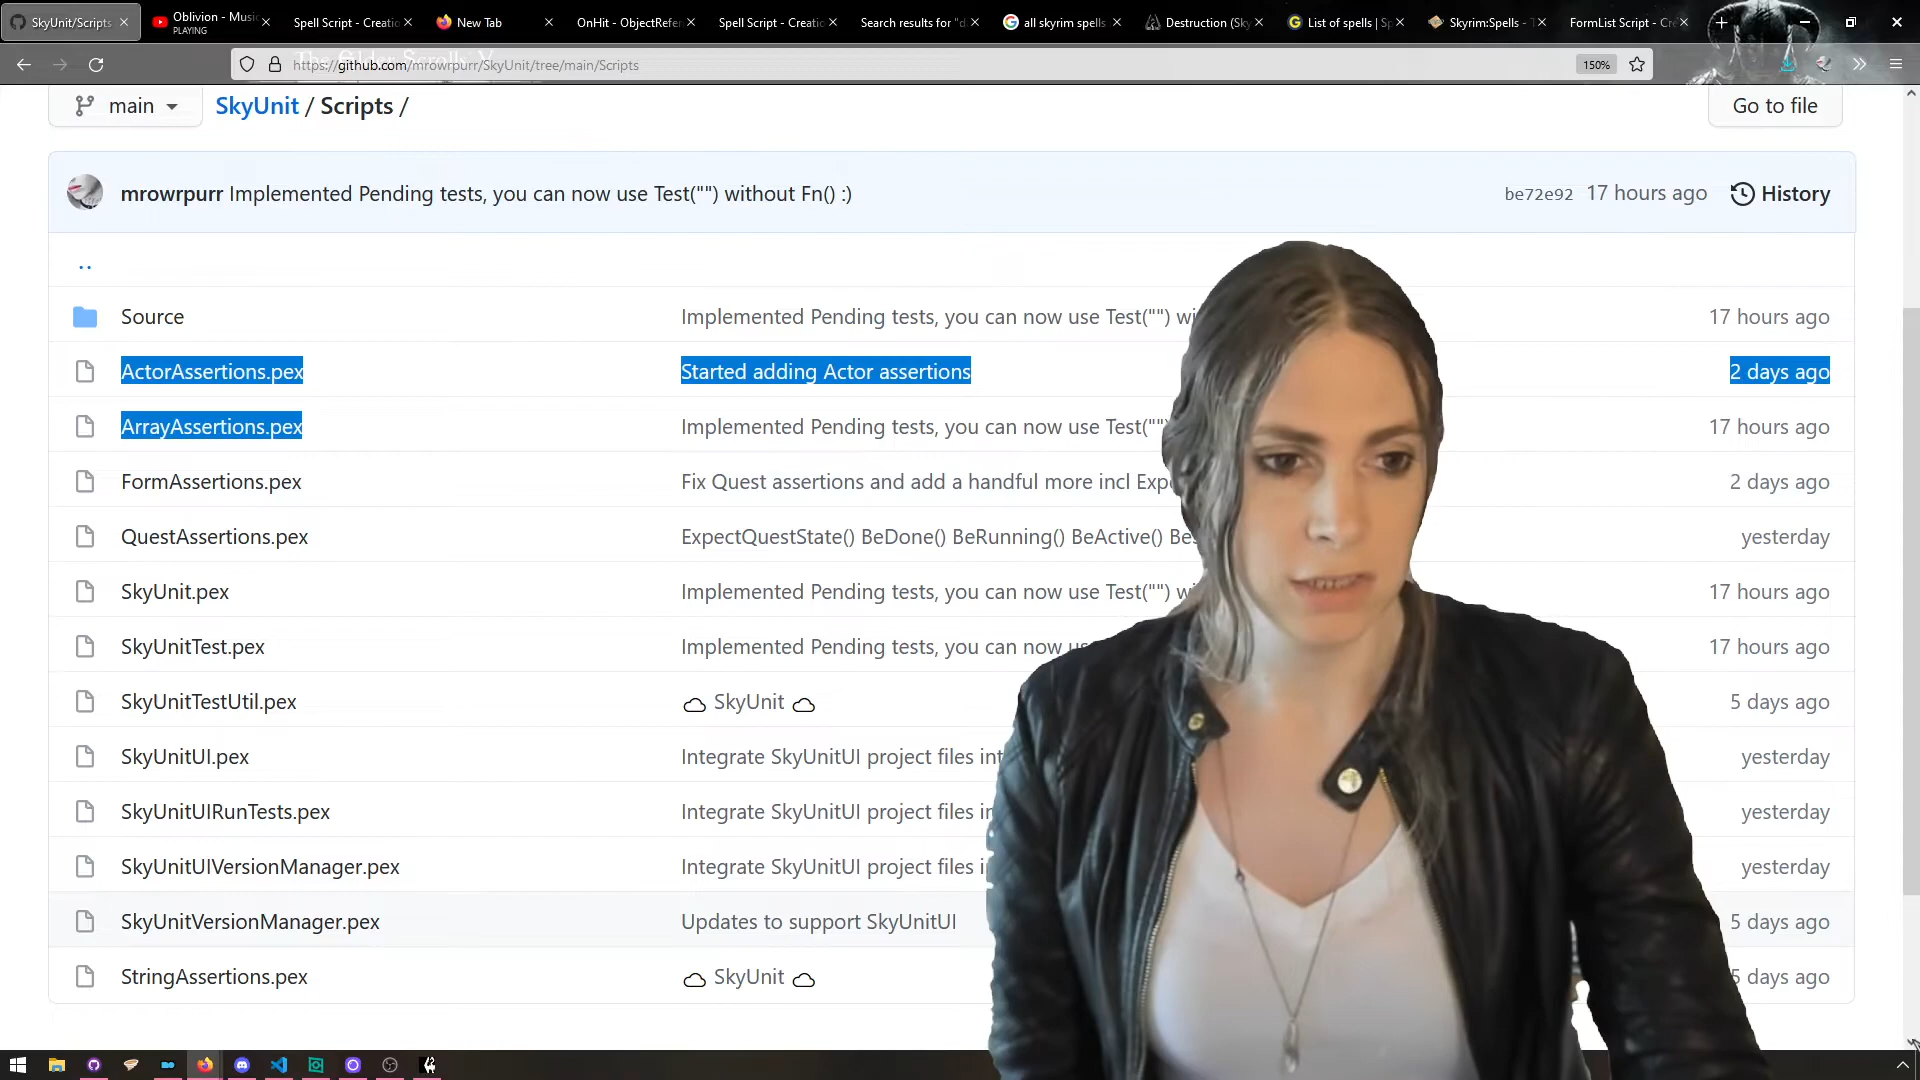 SkyUnit/Scripts
Oblivion - Music
PLAYING
Spell Script - Creatio
New Tab
OnHit - ObjectRefer
Spell Script - Creatio
Search results for "d
all skyrim spells
Destruction (Sky
List of spells | Sp
Skyrim:Spells - T
FormList Script - Cre
https://github.com/mrowrpurr/SkyUnit/tree/main/Scripts
150%
main
SkyUnit / Scripts /
Go to file
mrowrpurr Implemented Pending tests, you can now use Test("") without Fn() :)
be72e92 17 hours ago History
..
Source Implemented Pending tests, you can now use Test("") wi 17 hours ago
ActorAssertions.pex Started adding Actor assertions 2 days ago
ArrayAssertions.pex Implemented Pending tests, you can now use Test("" 17 hours ago
FormAssertions.pex Fix Quest assertions and add a handful more incl Exp 2 days ago
QuestAssertions.pex ExpectQuestState() BeDone() BeRunning() BeActive() Be yesterday
SkyUnit.pex Implemented Pending tests, you can now use Test("") wi 17 hours ago
SkyUnitTest.pex Implemented Pending tests, you can now us 17 hours ago
SkyUnitTestUtil.pex SkyUnit 5 days ago
SkyUnitUI.pex Integrate SkyUnitUI project files int yesterday
SkyUnitUIRunTests.pex Integrate SkyUnitUI project files in yesterday
SkyUnitUIVersionManager.pex Integrate SkyUnitUI project files i yesterday
SkyUnitVersionManager.pex Updates to support SkyUnitUI 5 days ago
StringAssertions.pex SkyUnit 5 days ago